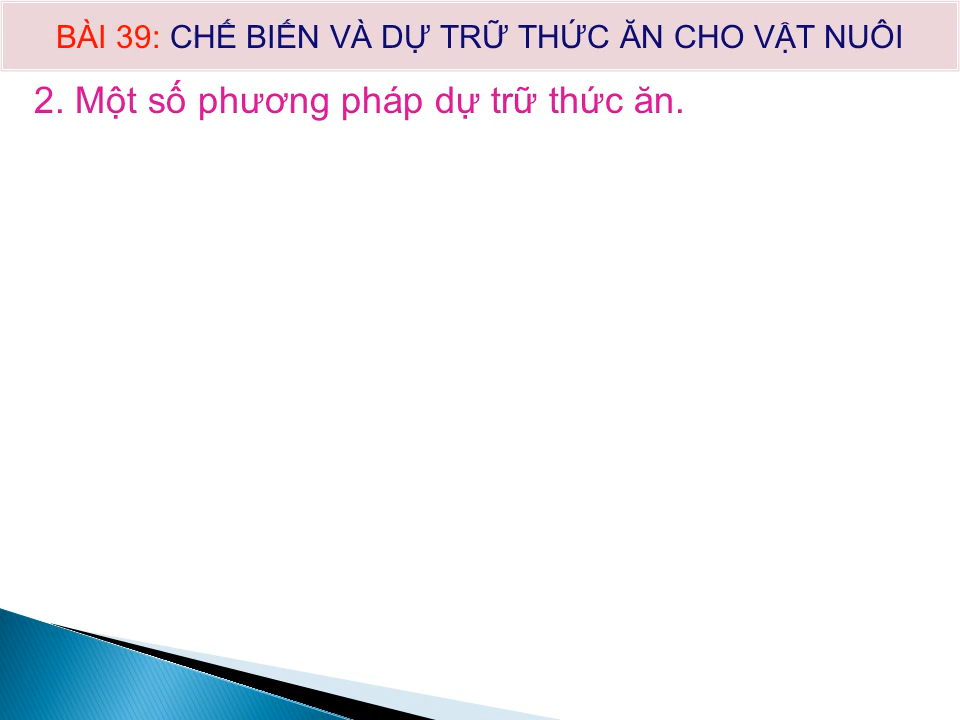 BÀI 39: CHẾ BIẾN VÀ DỰ TRỮ THỨC ĂN CHO VẬT NUÔI
2. Một số phương pháp dự trữ thức ăn.